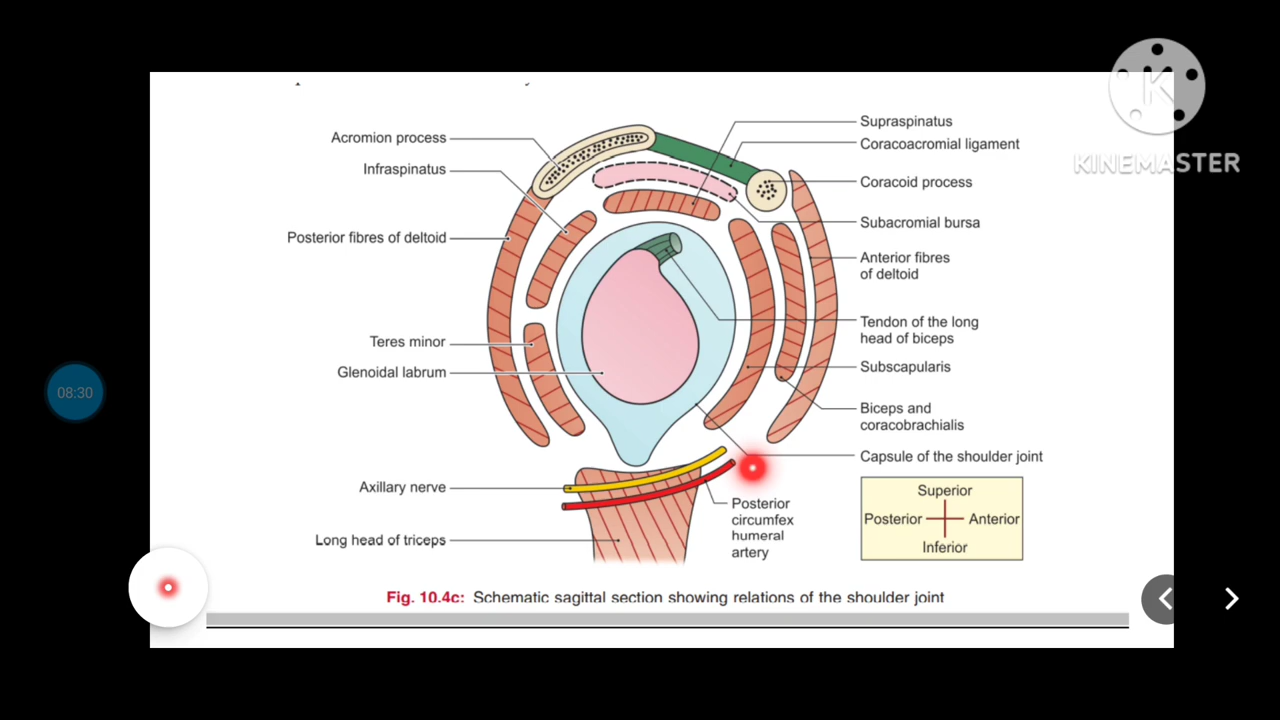 KINEMASTER
Acromion process
Infraspinatus
Posterior fibres of deltoid
Teres minor
Glenoidal labrum
Axillary nerve
Long head of triceps
Supraspinatus
Coracoacromial ligament
Coracoid process
Subacromial bursa
Anterior fibres
of deltoid
Tendon of the long
head of biceps
Subscapularis
Biceps and
coracobrachialis
Capsule of the shoulder joint
Posterior
circumfex
humeral
artery
Superior
Posterior Anterior
Inferior
08:30
Fig. 10.4c: Schematic sagittal section showing relations of the shoulder joint